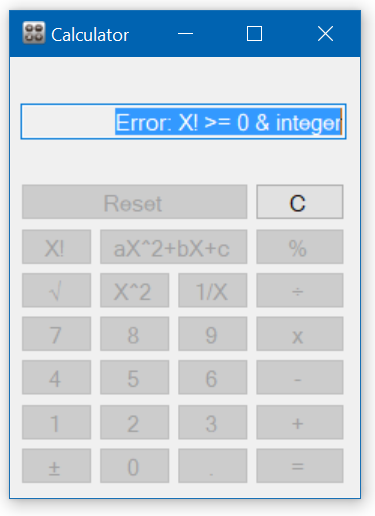 Calculator
Error: X! >= 0 & integer
Reset C
X! aX^2+bX+c %
√ X^2 1/X ÷
7 8 9 x
4 5 6 -
1 2 3 +
± 0 . =